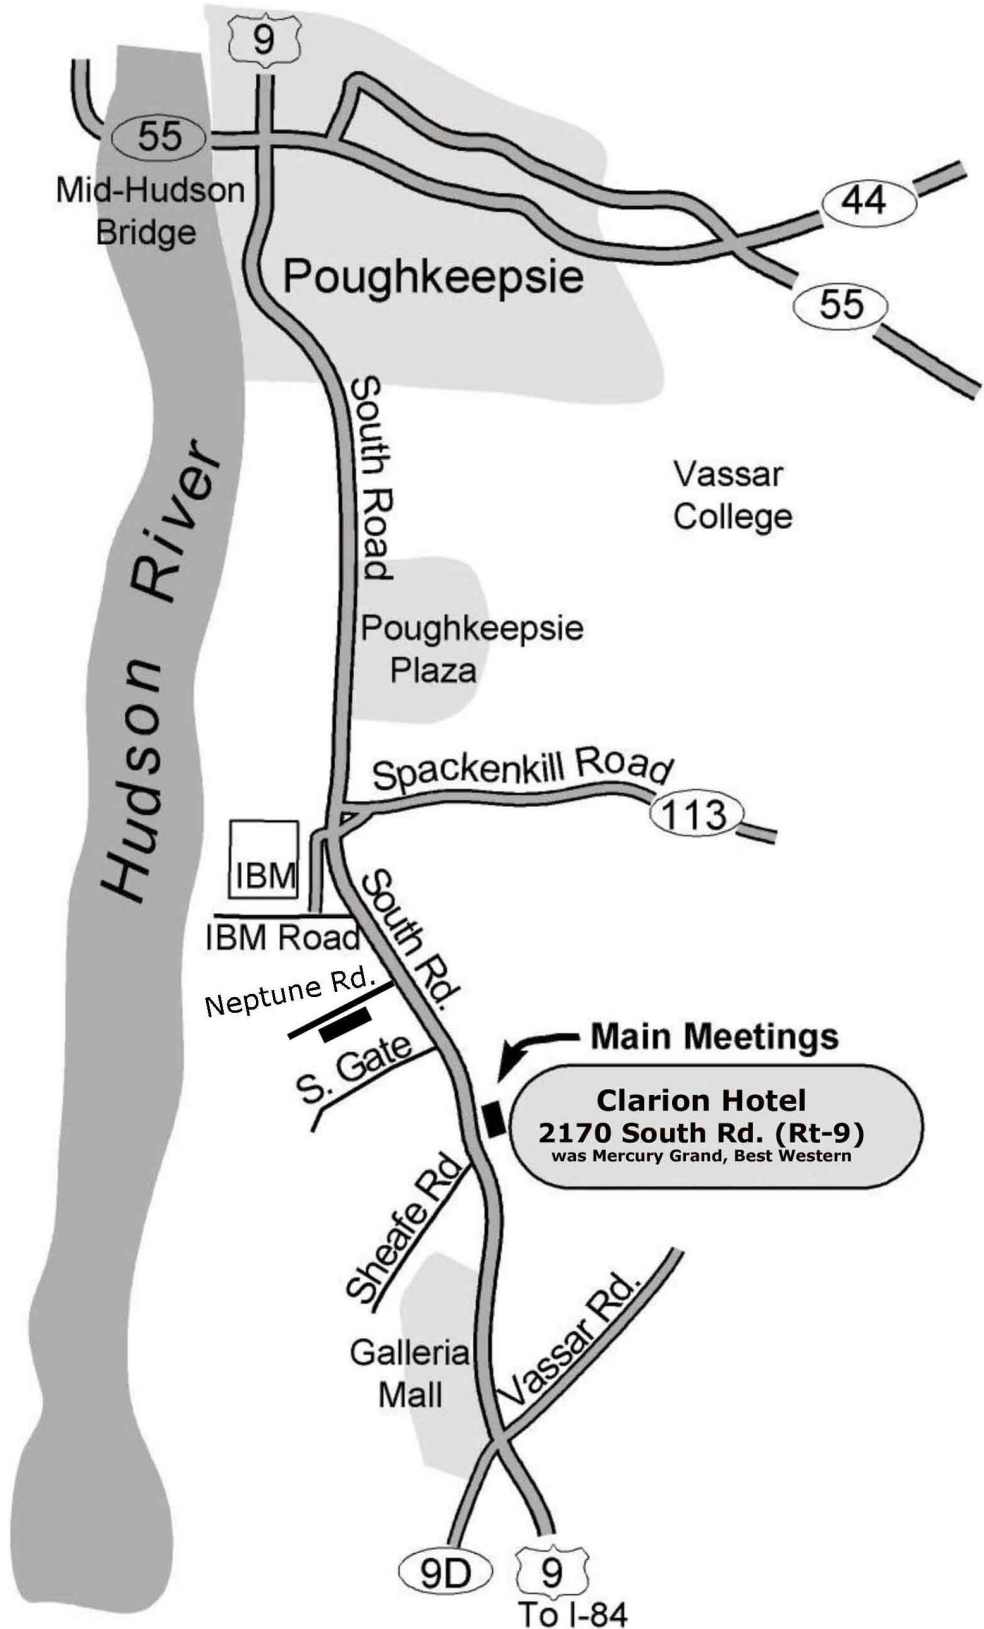 9
55
Mid-Hudson
Bridge
44
Poughkeepsie
55
South Road
Vassar
College
Hudson River
Poughkeepsie
Plaza
Spackenkill Road
113
IBM
IBM Road
South Rd.
Neptune Rd.
S. Gate
Main Meetings
Clarion Hotel
2170 South Rd. (Rt-9)
was Mercury Grand, Best Western
Sheafe Rd.
Vassar Rd.
Galleria
Mall
9D
9
To I-84